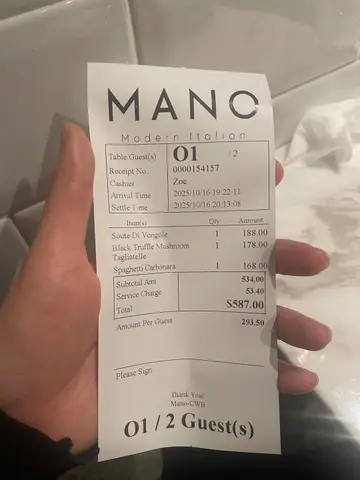 MANO
Modern Italian
Table/Guest(s) O1 / 2
Receipt No. 0000154157
Cashier Zoe
Arrival Time 2025/10/16 19:22:11
Settle Time 2025/10/16 20:13:08
Item(s) Qty Amount
Soute Di Vongole 1 188.00
Black Truffle Mushroom 1 178.00
Tagliatelle
Spaghetti Carbonara 1 168.00
Subtotal Amt 534.00
Service Charge 53.40
Total $587.00
Amount Per Guest 293.50
Please Sign
Thank You!
Mano-CWB
O1 / 2 Guest(s)